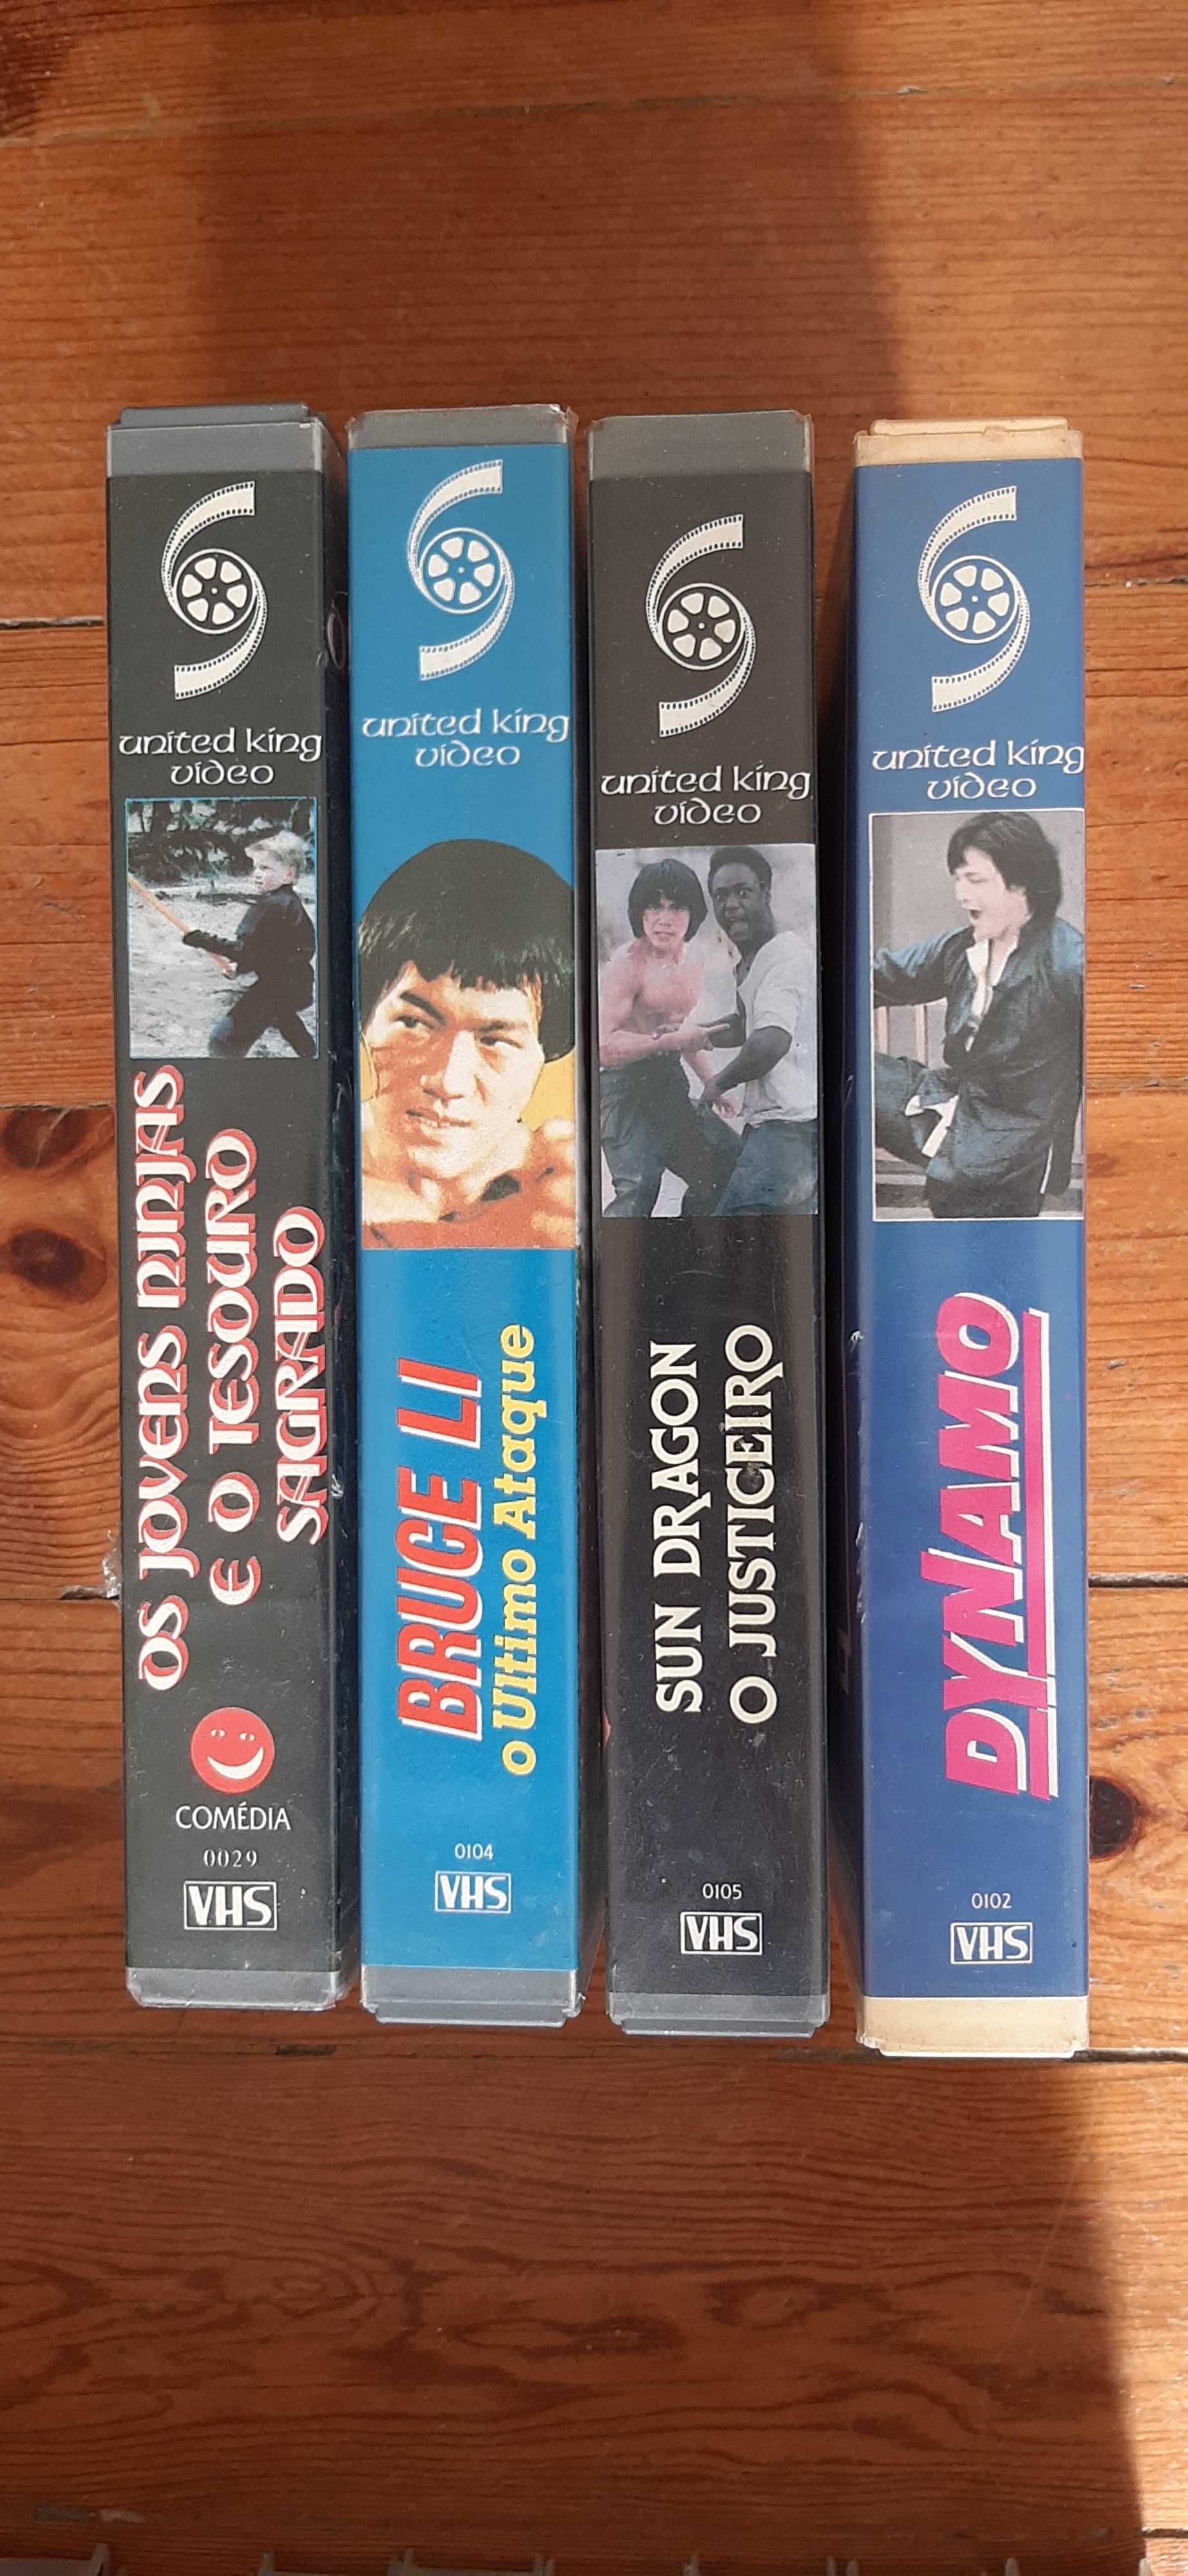 united king
video
OS JOVENS NINJAS
E O TESOURO
SAGRADO
COMÉDIA
0029
VHS
united king
video
BRUCE LI
o Ultimo Ataque
0104
VHS
united king
video
SUN DRAGON
O JUSTICEIRO
0105
VHS
united king
video
DYNAMO
0102
VHS